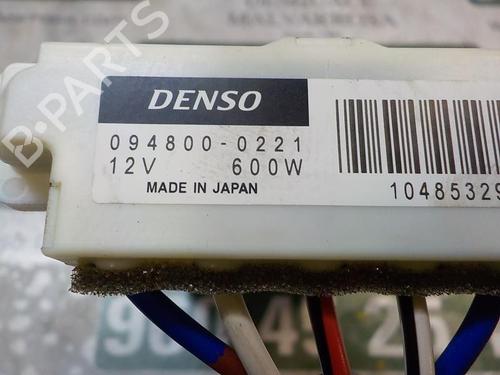 DENSO
094800-0221
12V 600W
MADE IN JAPAN
10485329
B-PARTS